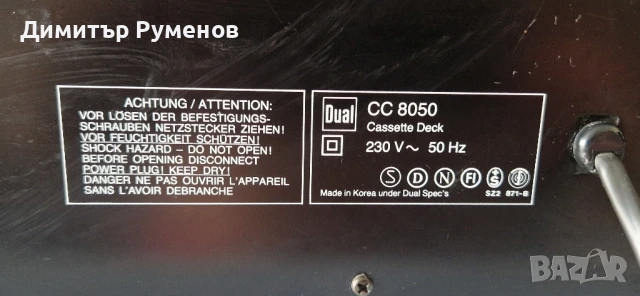 Димитър Руменов
ACHTUNG / ATTENTION:
VOR LÖSEN DER BEFESTIGUNGS-
SCHRAUBEN NETZSTECKER ZIEHEN!
VOR FEUCHTIGKEIT SCHÜTZEN!
SHOCK HAZARD – DO NOT OPEN!
BEFORE OPENING DISCONNECT
POWER PLUG! KEEP DRY!
DANGER NE PAS OUVRIR L'APPAREIL
SANS L'AVOIR DEBRANCHE
Dual CC 8050
Cassette Deck
230 V ~ 50 Hz
S D N FI S
Made in Korea under Dual Spec's SZ2 871-B
BAZAR